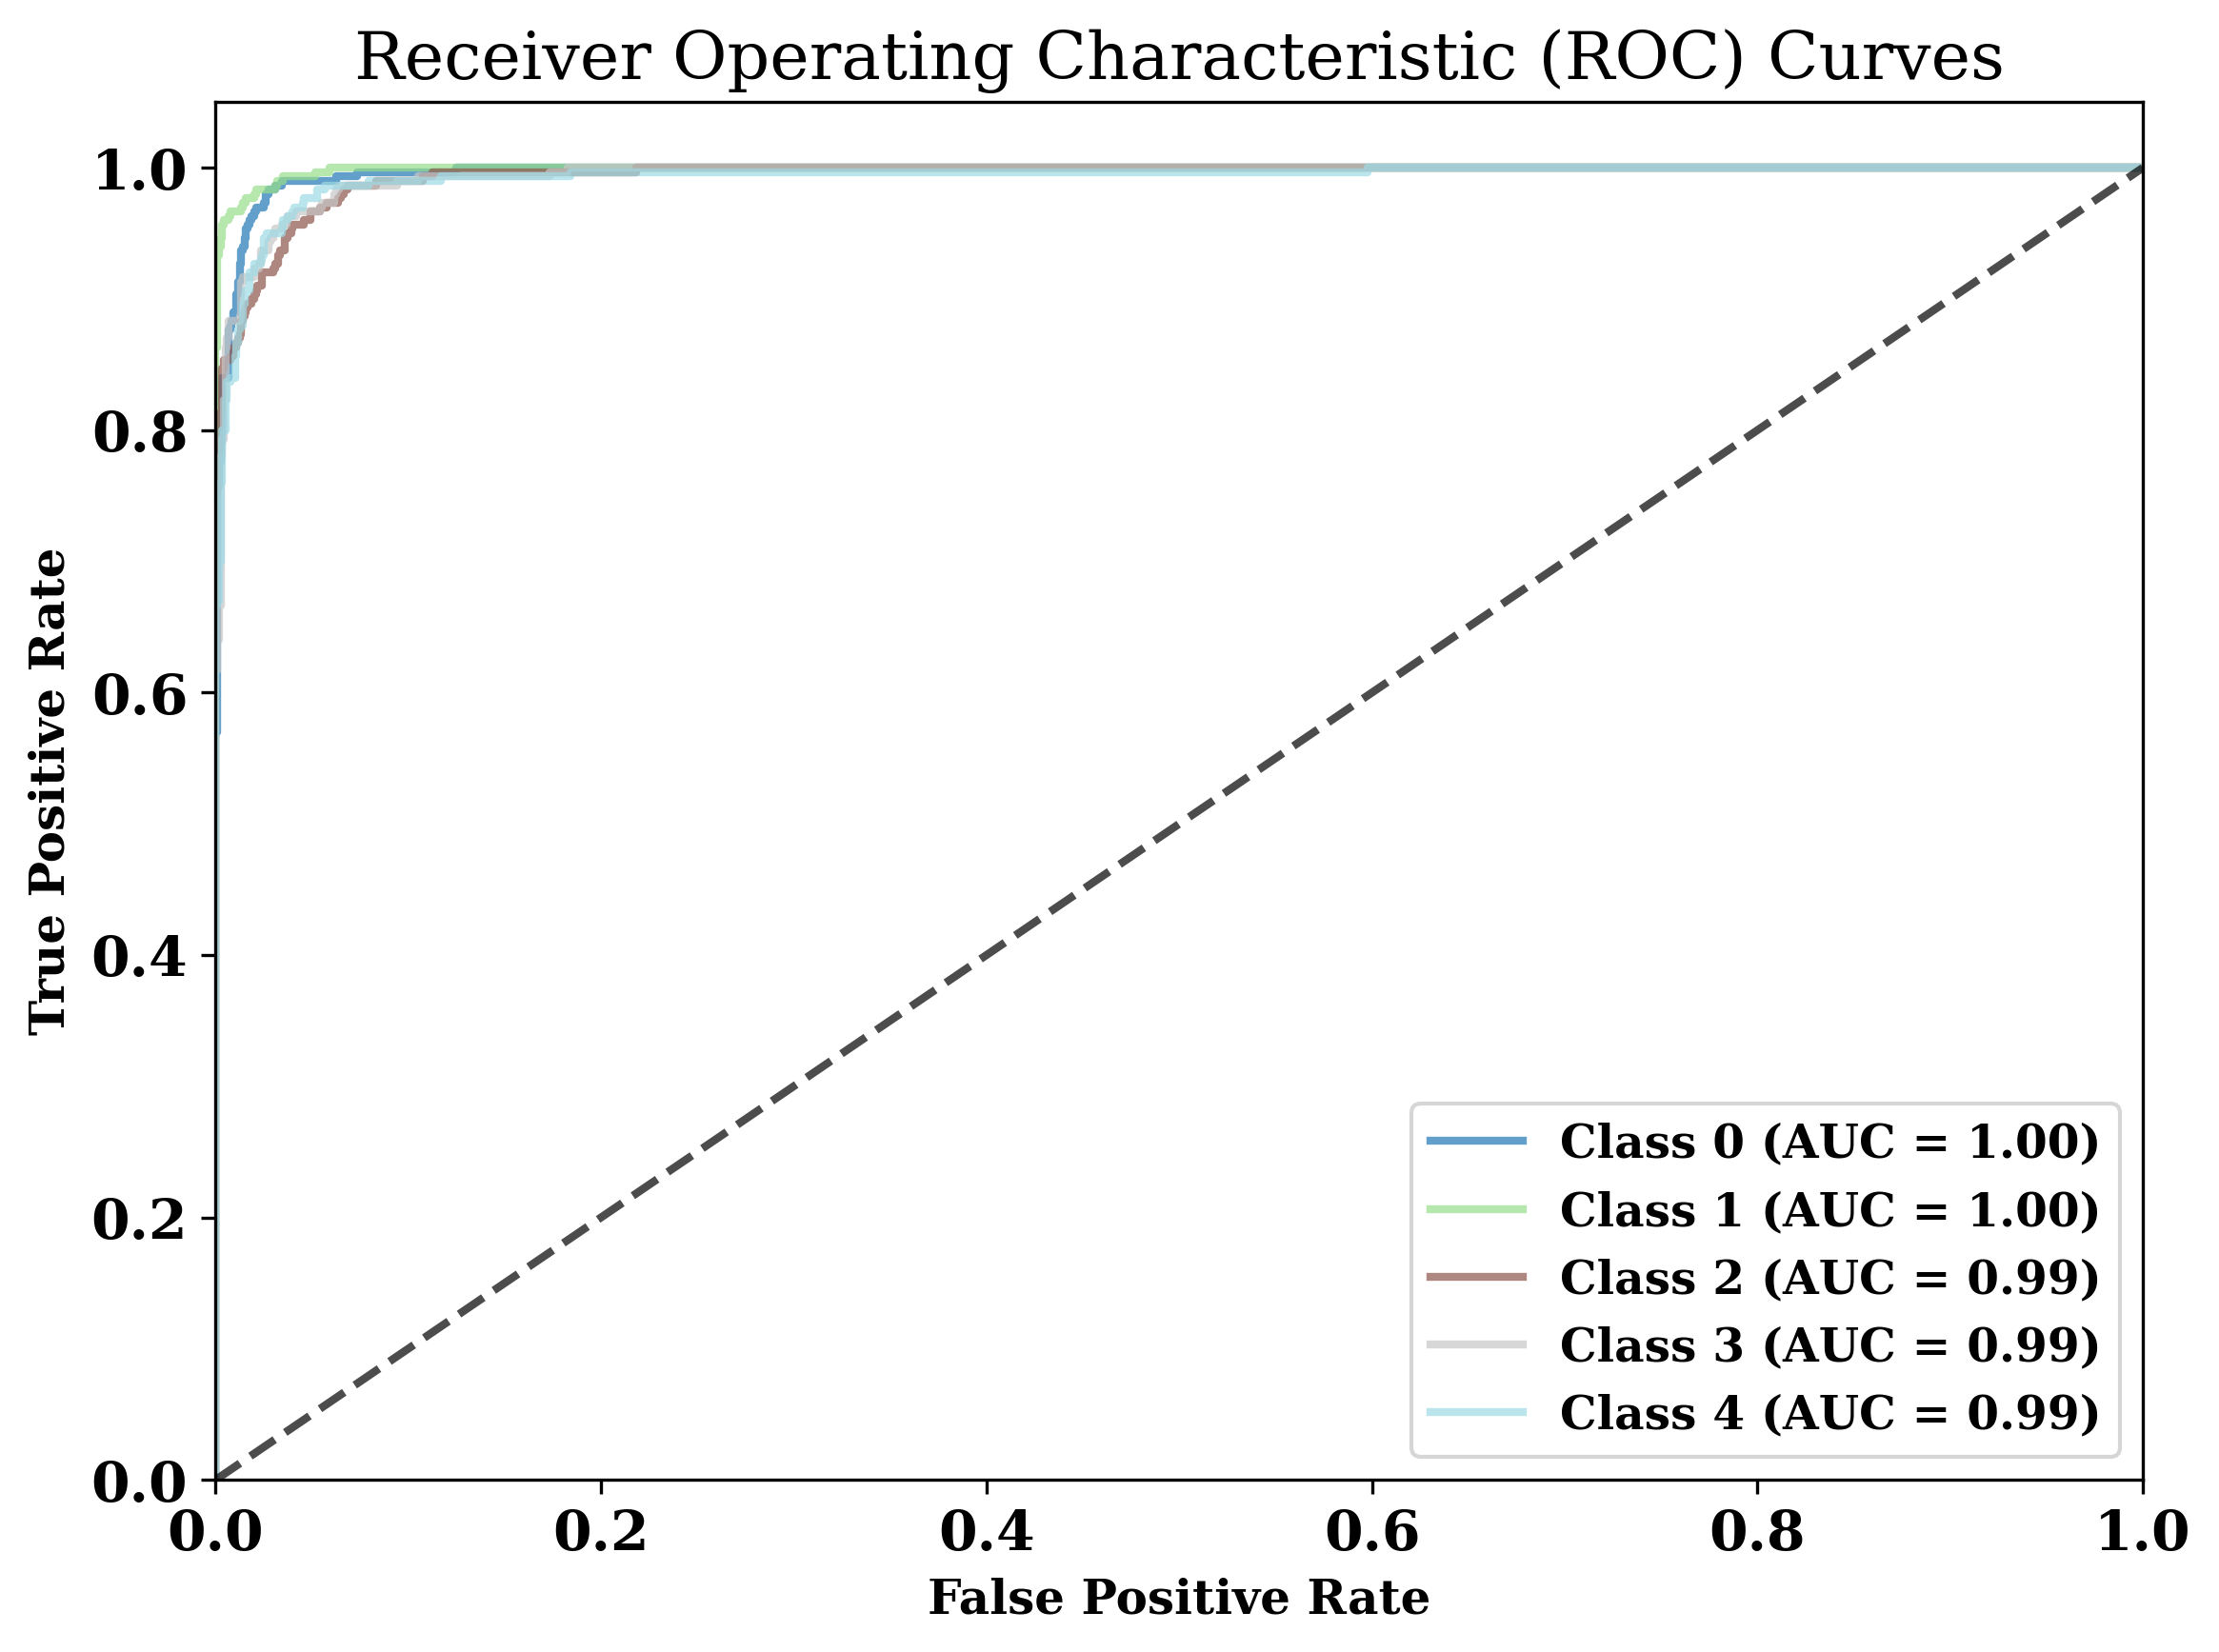 Receiver Operating Characteristic (ROC) Curves
True Positive Rate
1.0
0.8
0.6
0.4
0.2
0.0
0.0 0.2 0.4 0.6 0.8 1.0
False Positive Rate
Class 0 (AUC = 1.00)
Class 1 (AUC = 1.00)
Class 2 (AUC = 0.99)
Class 3 (AUC = 0.99)
Class 4 (AUC = 0.99)